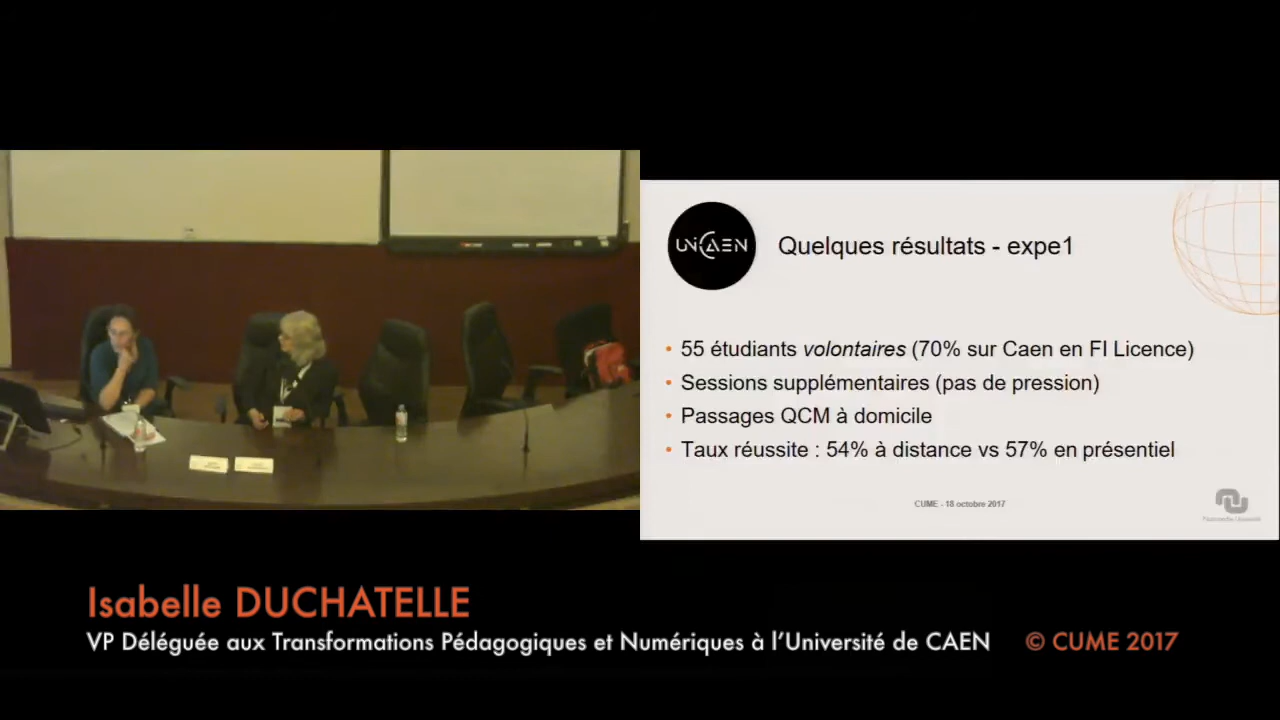 UNICAEN
Quelques résultats - expe1
• 55 étudiants volontaires (70% sur Caen en FI Licence)
• Sessions supplémentaires (pas de pression)
• Passages QCM à domicile
• Taux réussite : 54% à distance vs 57% en présentiel
CUME - 18 octobre 2017
Normandie Université
Isabelle DUCHATELLE
VP Déléguée aux Transformations Pédagogiques et Numériques à l'Université de CAEN
© CUME 2017